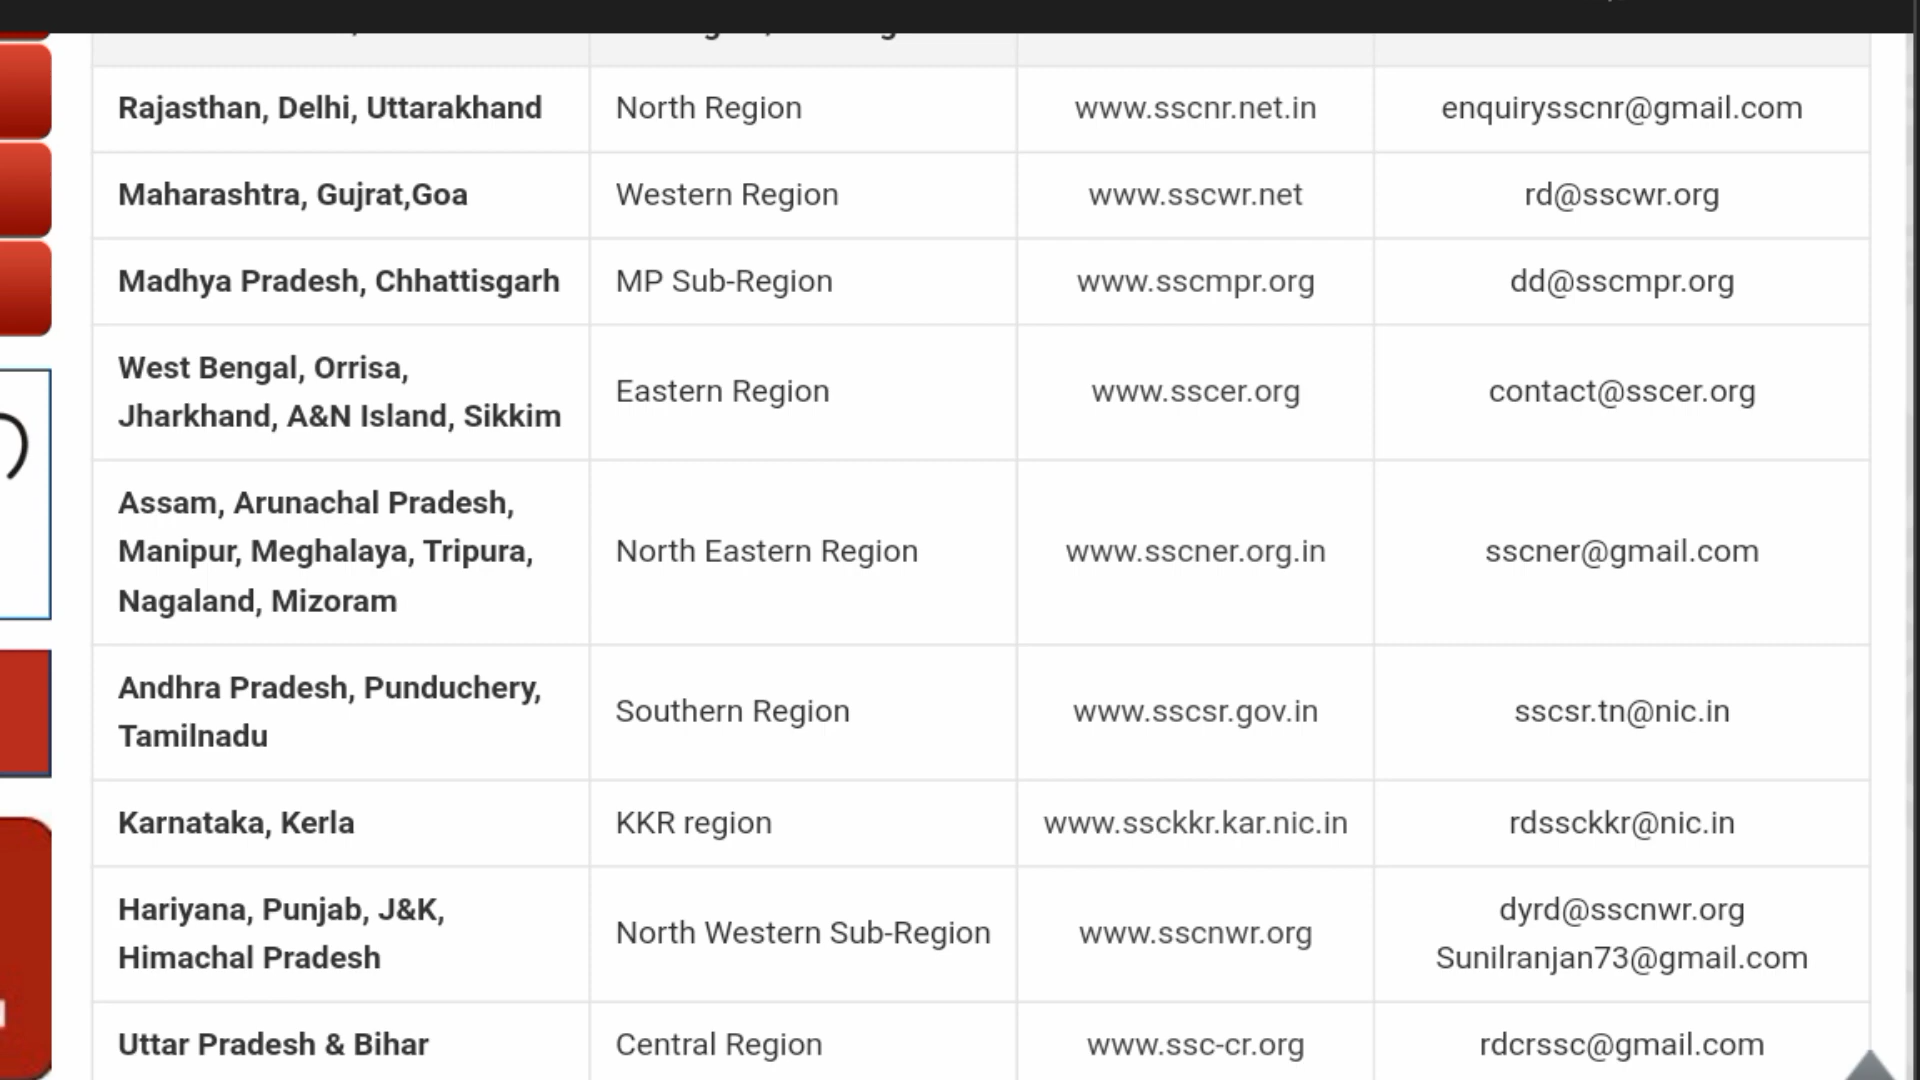 Rajasthan, Delhi, Uttarakhand North Region www.sscnr.net.in enquirysscnr@gmail.com
Maharashtra, Gujrat,Goa Western Region www.sscwr.net rd@sscwr.org
Madhya Pradesh, Chhattisgarh MP Sub-Region www.sscmpr.org dd@sscmpr.org
West Bengal, Orrisa,
Jharkhand, A&N Island, Sikkim
Eastern Region www.sscer.org contact@sscer.org
Assam, Arunachal Pradesh,
Manipur, Meghalaya, Tripura,
Nagaland, Mizoram
North Eastern Region www.sscner.org.in sscner@gmail.com
Andhra Pradesh, Punduchery,
Tamilnadu
Southern Region www.sscsr.gov.in sscsr.tn@nic.in
Karnataka, Kerla KKR region www.ssckkr.kar.nic.in rdssckkr@nic.in
Hariyana, Punjab, J&K,
Himachal Pradesh
North Western Sub-Region www.sscnwr.org
dyrd@sscnwr.org
Sunilranjan73@gmail.com
Uttar Pradesh & Bihar Central Region www.ssc-cr.org rdcrssc@gmail.com